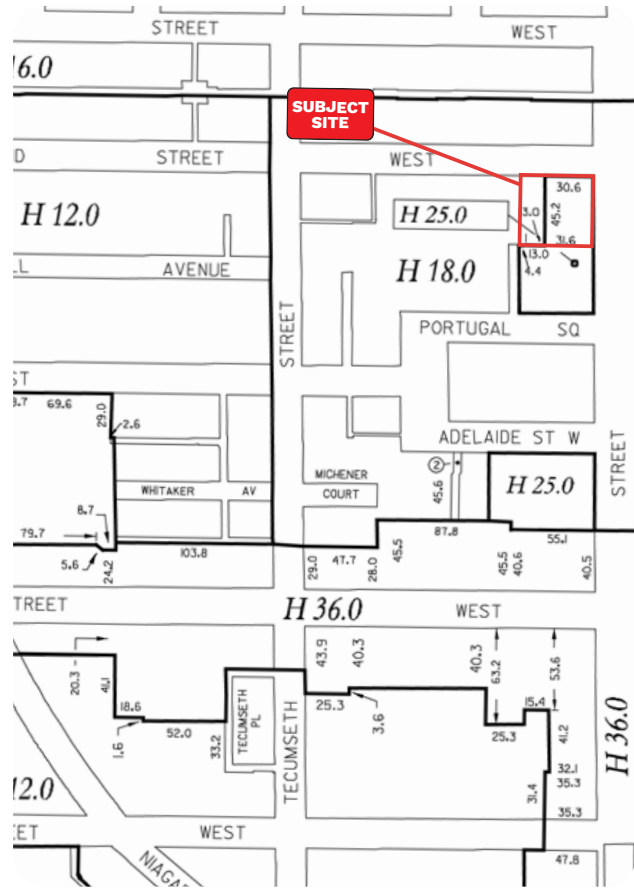 STREET
WEST
16.0
SUBJECT
SITE
D
STREET
WEST
30.6
H 12.0
H 25.0
3.0
45.2
31.6
13.0
4.4
LL
AVENUE
H 18.0
STREET
PORTUGAL
SQ
ST
69.6
29.0
2.6
ADELAIDE ST W
STREET
2
45.6
H 25.0
MICHENER
COURT
WHITAKER
AV
8.7
79.7
5.6
24.2
103.8
29.0
47.7
28.0
45.5
87.8
45.5
40.6
55.1
40.5
TREET
H 36.0
WEST
20.3
41.1
43.9
40.3
40.3
63.2
53.6
18.6
1.6
52.0
33.2
TECUMSETH
PL
TECUMSETH
25.3
3.6
25.3
15.4
41.2
H 36.0
32.1
35.3
31.4
35.3
12.0
EET
WEST
NIAGA
47.8